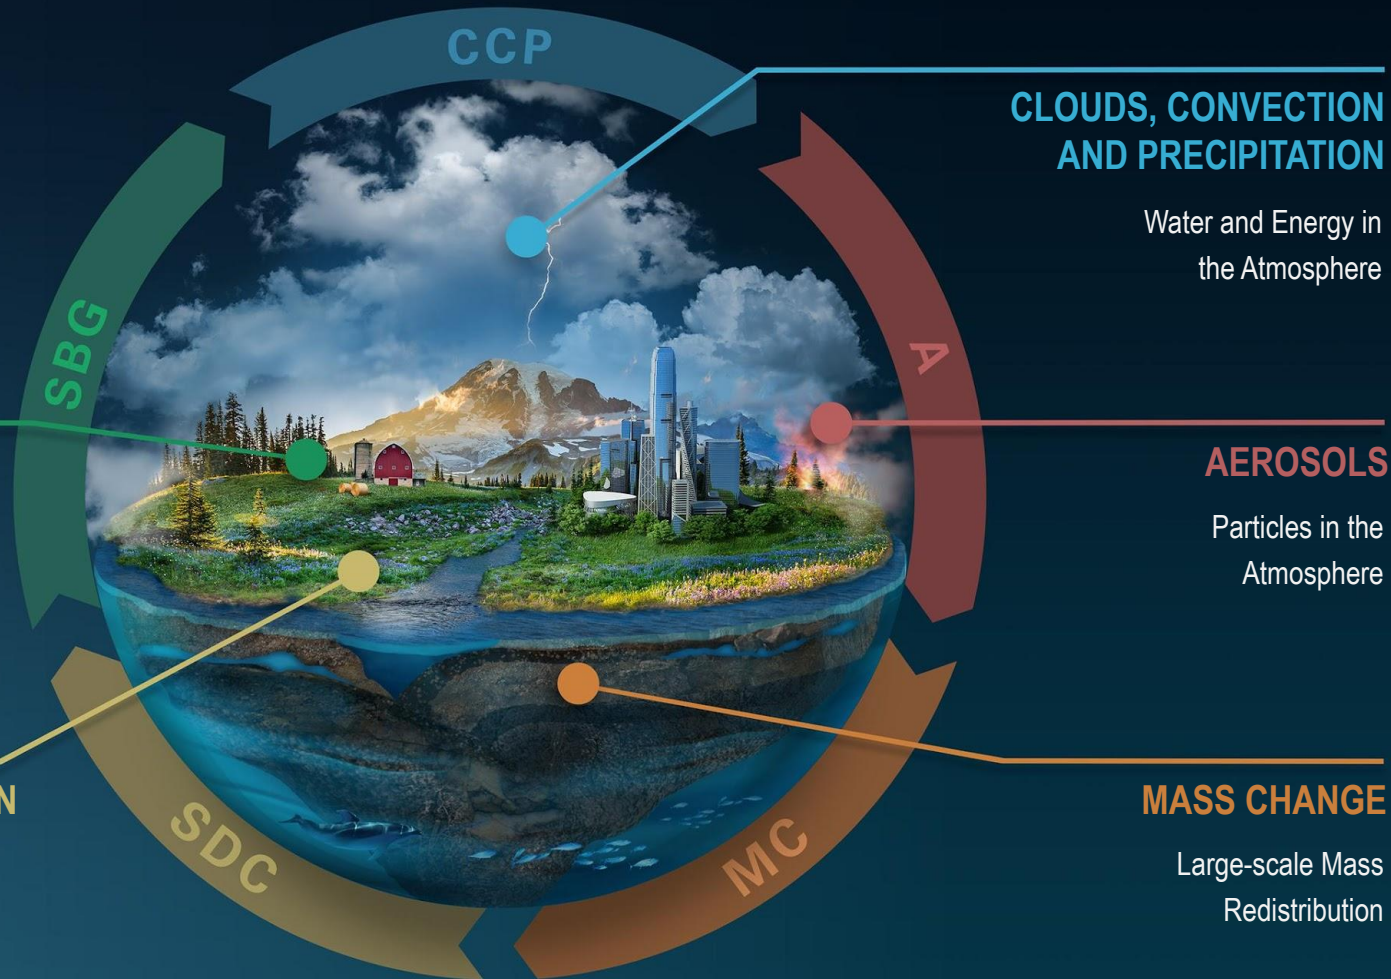 CCP
CLOUDS, CONVECTION
AND PRECIPITATION
Water and Energy in
the Atmosphere
SBG
A
AEROSOLS
Particles in the
Atmosphere
N
SDC
MC
MASS CHANGE
Large-scale Mass
Redistribution